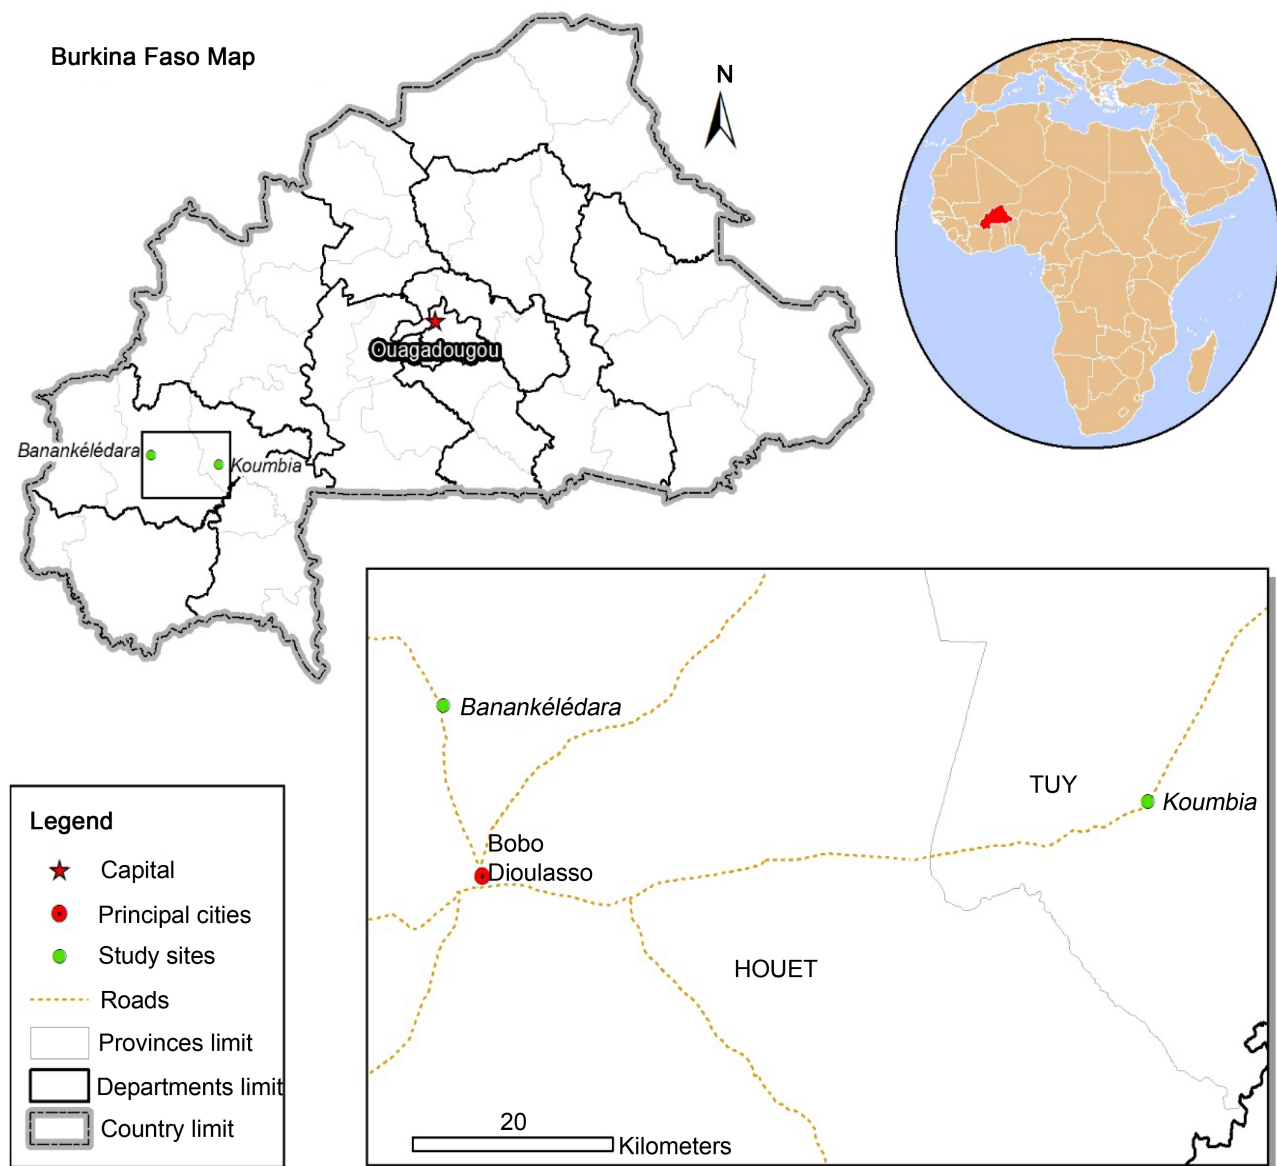 Burkina Faso Map
N
Ouagadougou
Banankélédara
Koumbia
Banankélédara
TUY
Koumbia
Bobo
Dioulasso
HOUET
20
Kilometers
Legend
Capital
Principal cities
Study sites
Roads
Provinces limit
Departments limit
Country limit